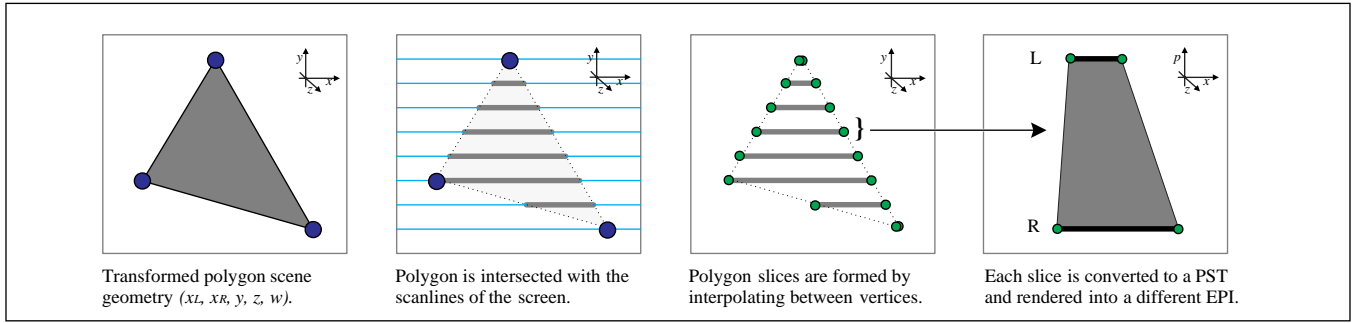 y
x
z
y
x
z
y
x
z
}
L
R
p
x
z
Transformed polygon scene
geometry (xL, xR, y, z, w).
Polygon is intersected with the
scanlines of the screen.
Polygon slices are formed by
interpolating between vertices.
Each slice is converted to a PST
and rendered into a different EPI.